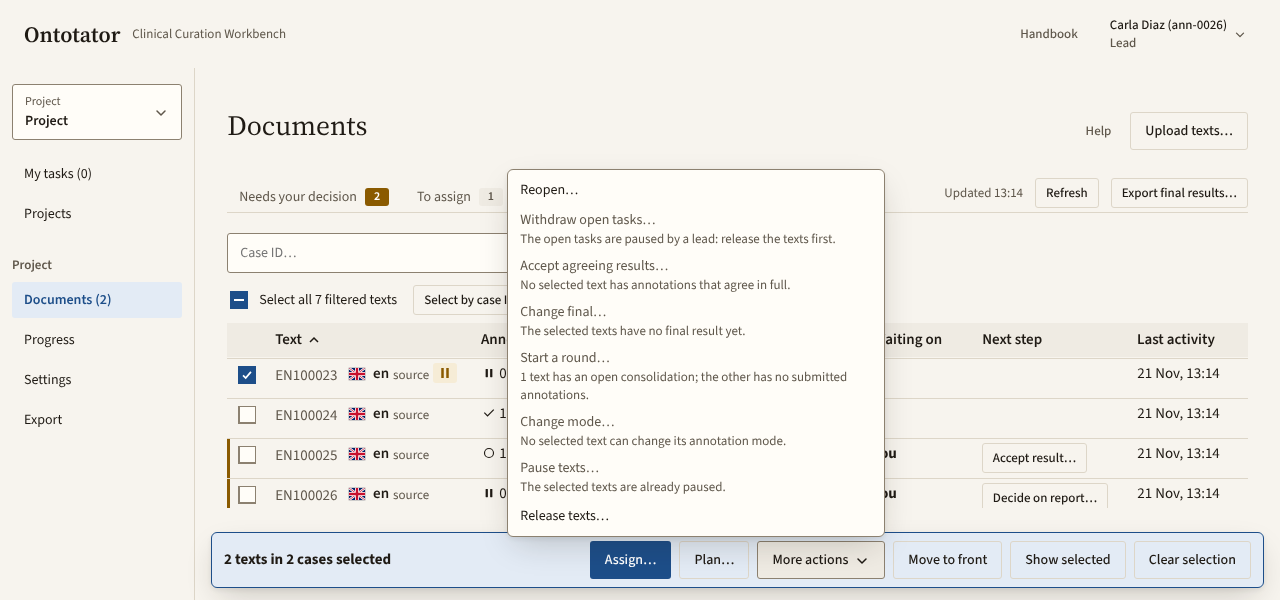 Ontotator Clinical Curation Workbench
Handbook
Carla Diaz (ann-0026)
Lead
Project
Project
My tasks (0)
Projects
Project
Documents (2)
Progress
Settings
Export
Documents
Help
Upload texts…
Needs your decision 2
To assign 1
Updated 13:14
Refresh
Export final results…
Case ID…
Select all 7 filtered texts
Select by case
Text
Next step
Last activity
EN100023 en source 0
21 Nov, 13:14
EN100024 en source 1
21 Nov, 13:14
EN100025 en source 1
Accept result…
21 Nov, 13:14
EN100026 en source 0
Decide on report…
21 Nov, 13:14
Reopen…
Withdraw open tasks…
The open tasks are paused by a lead: release the texts first.
Accept agreeing results…
No selected text has annotations that agree in full.
Change final…
The selected texts have no final result yet.
Start a round…
1 text has an open consolidation; the other has no submitted
annotations.
Change mode…
No selected text can change its annotation mode.
Pause texts…
The selected texts are already paused.
Release texts…
2 texts in 2 cases selected
Assign…
Plan…
More actions
Move to front
Show selected
Clear selection